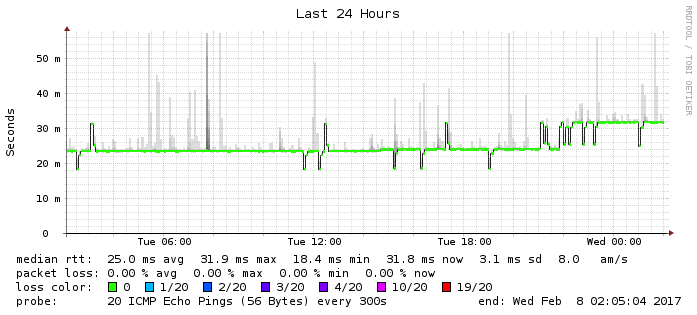 Last 24 Hours
RRDTOOL / TOBI OETIKER
Seconds
50 m
40 m
30 m
20 m
10 m
0
Tue 06:00 Tue 12:00 Tue 18:00 Wed 00:00
median rtt: 25.0 ms avg 31.9 ms max 18.4 ms min 31.8 ms now 3.1 ms sd 8.0 am/s
packet loss: 0.00 % avg 0.00 % max 0.00 % min 0.00 % now
loss color: 0 1/20 2/20 3/20 4/20 10/20 19/20
probe: 20 ICMP Echo Pings (56 Bytes) every 300s end: Wed Feb 8 02:05:04 2017